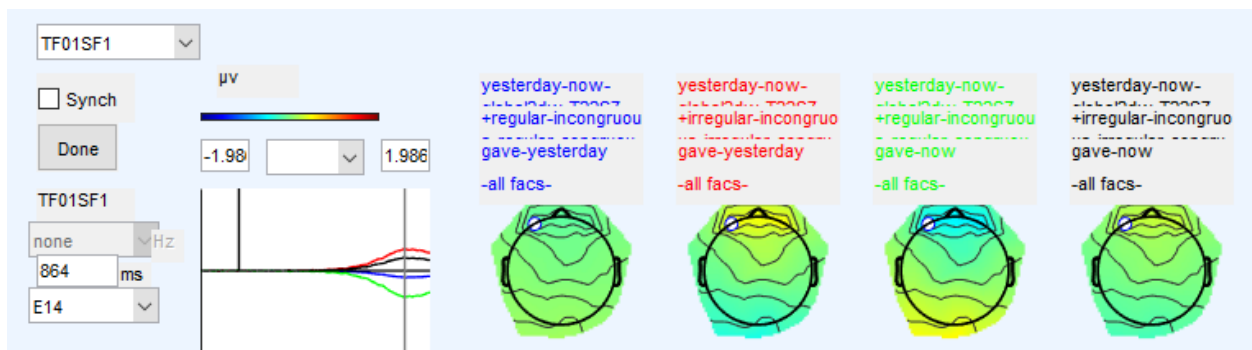 TF01SF1
Synch
Done
µv
-1.98
1.986
TF01SF1
none
Hz
864
ms
E14
yesterday-now-
+regular-incongruou
gave-yesterday
-all facs-
yesterday-now-
+irregular-incongruo
gave-yesterday
-all facs-
yesterday-now-
+regular-incongruou
gave-now
-all facs-
yesterday-now-
+irregular-incongruo
gave-now
-all facs-